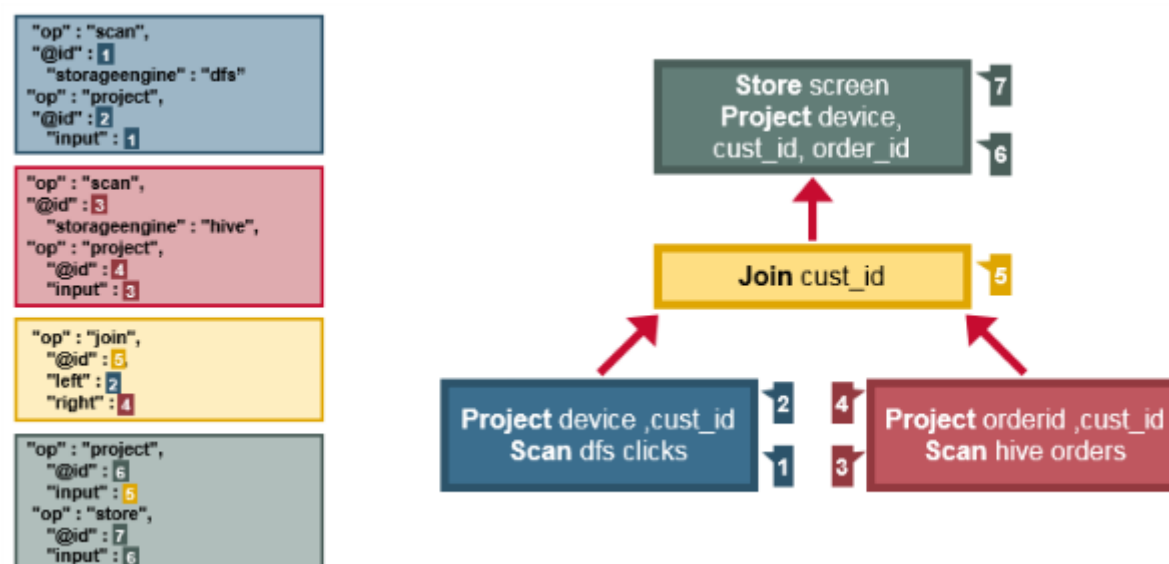 "op" : "scan",
"@id" : 1
"storageengine" : "dfs"
"op" : "project",
"@id" : 2
"input" : 1
"op" : "scan",
"@id" : 3
"storageengine" : "hive",
"op" : "project",
"@id" : 4
"input" : 3
"op" : "join",
"@id" : 5,
"left" : 2
"right" : 4
"op" : "project",
"@id" : 6
"input" : 5
"op" : "store",
"@id" : 7
"input" : 6
Store screen
Project device,
cust_id, order_id
7
6
Join cust_id
5
Project device ,cust_id
Scan dfs clicks
2
1
4
3
Project orderid ,cust_id
Scan hive orders